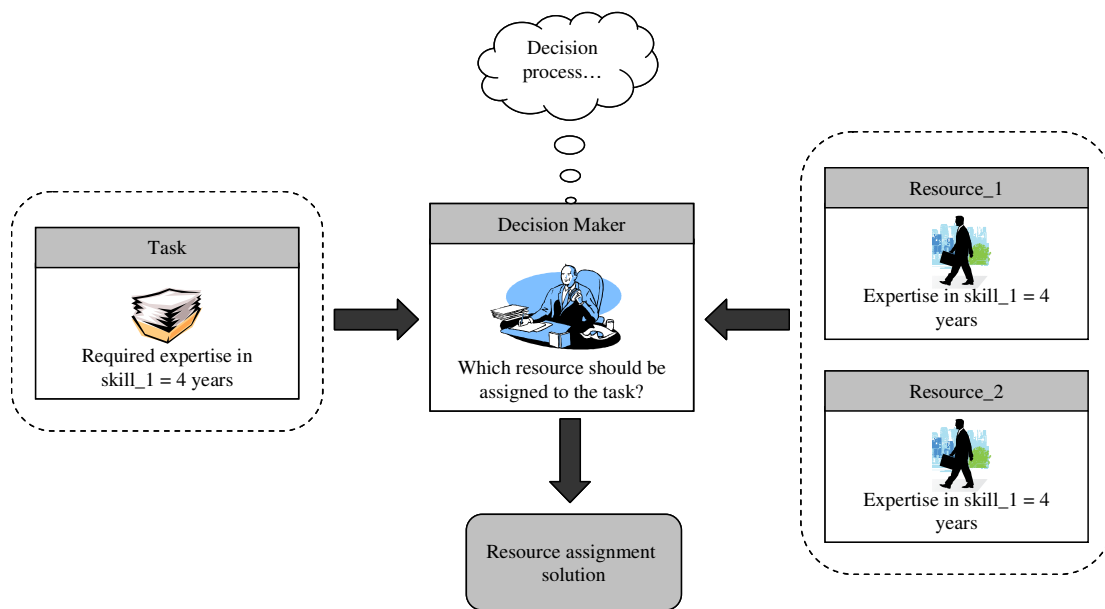 Decision
process…
Task
Required expertise in
skill_1 = 4 years
Decision Maker
Which resource should be
assigned to the task?
Resource_1
Expertise in skill_1 = 4
years
Resource_2
Expertise in skill_1 = 4
years
Resource assignment
solution